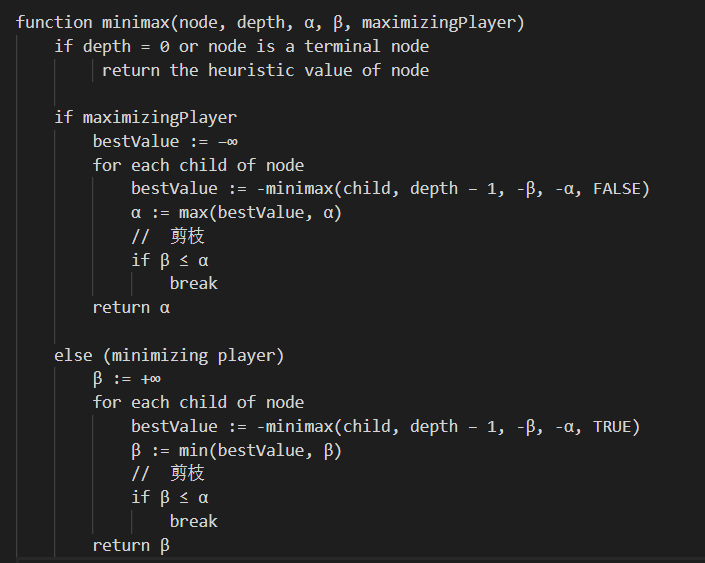 function minimax(node, depth, α, β, maximizingPlayer)
if depth = 0 or node is a terminal node
return the heuristic value of node
if maximizingPlayer
bestValue := −∞
for each child of node
bestValue := -minimax(child, depth − 1, -β, -α, FALSE)
α := max(bestValue, α)
// 剪枝
if β ≤ α
break
return α
else (minimizing player)
β := +∞
for each child of node
bestValue := -minimax(child, depth − 1, -β, -α, TRUE)
β := min(bestValue, β)
// 剪枝
if β ≤ α
break
return β